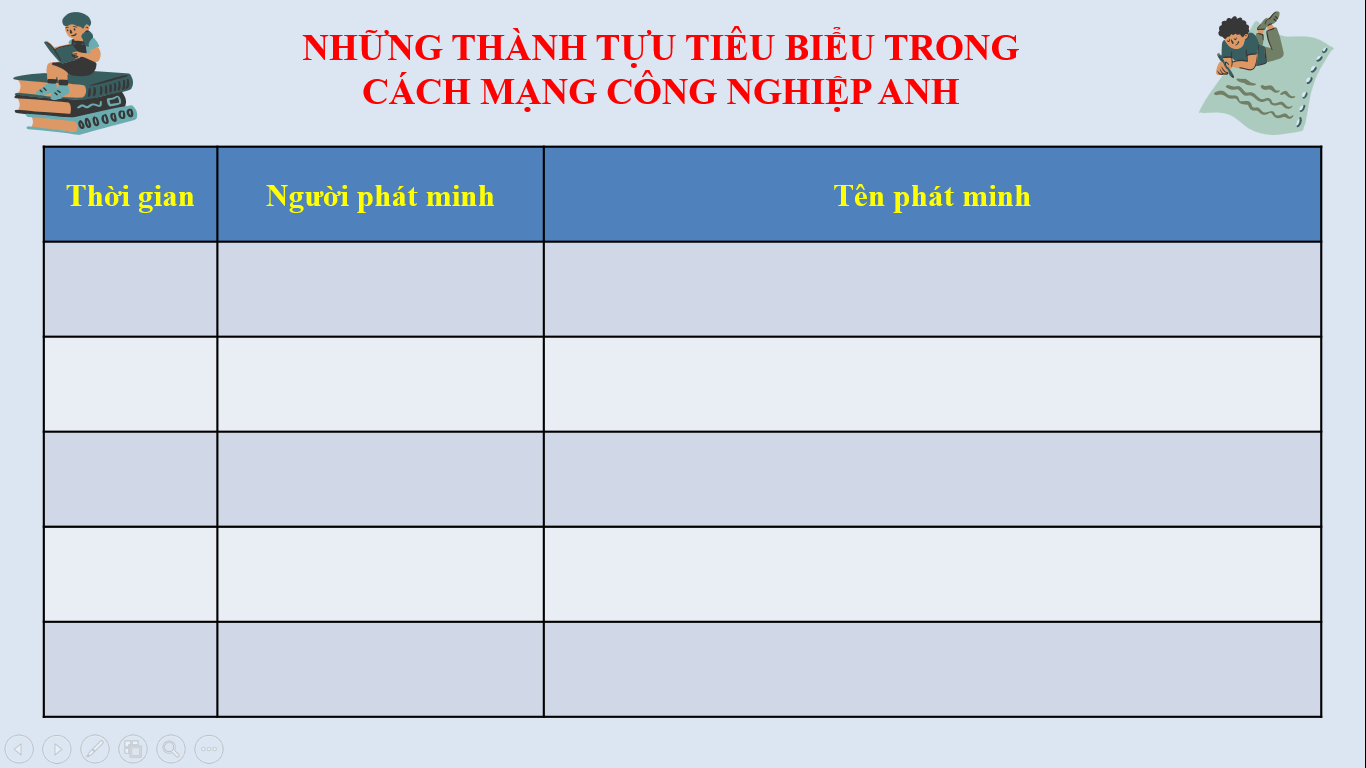 NHỮNG THÀNH TỰU TIÊU BIỂU TRONG
CÁCH MẠNG CÔNG NGHIỆP ANH
Thời gian
Người phát minh
Tên phát minh